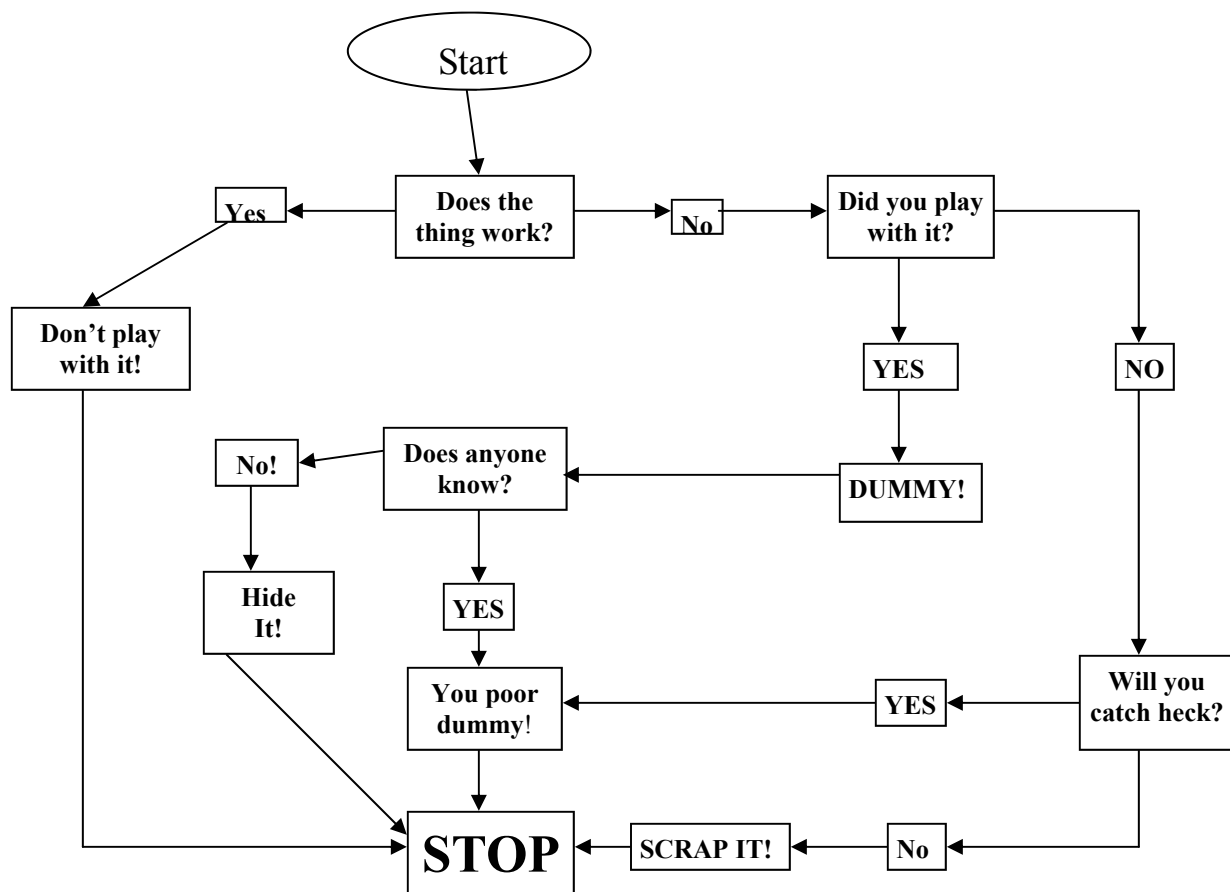 Start
Yes
Does the
thing work?
No
Did you play
with it?
Don’t play
with it!
YES
NO
No!
Does anyone
know?
DUMMY!
Hide
It!
YES
You poor
dummy!
YES
Will you
catch heck?
STOP
SCRAP IT!
No